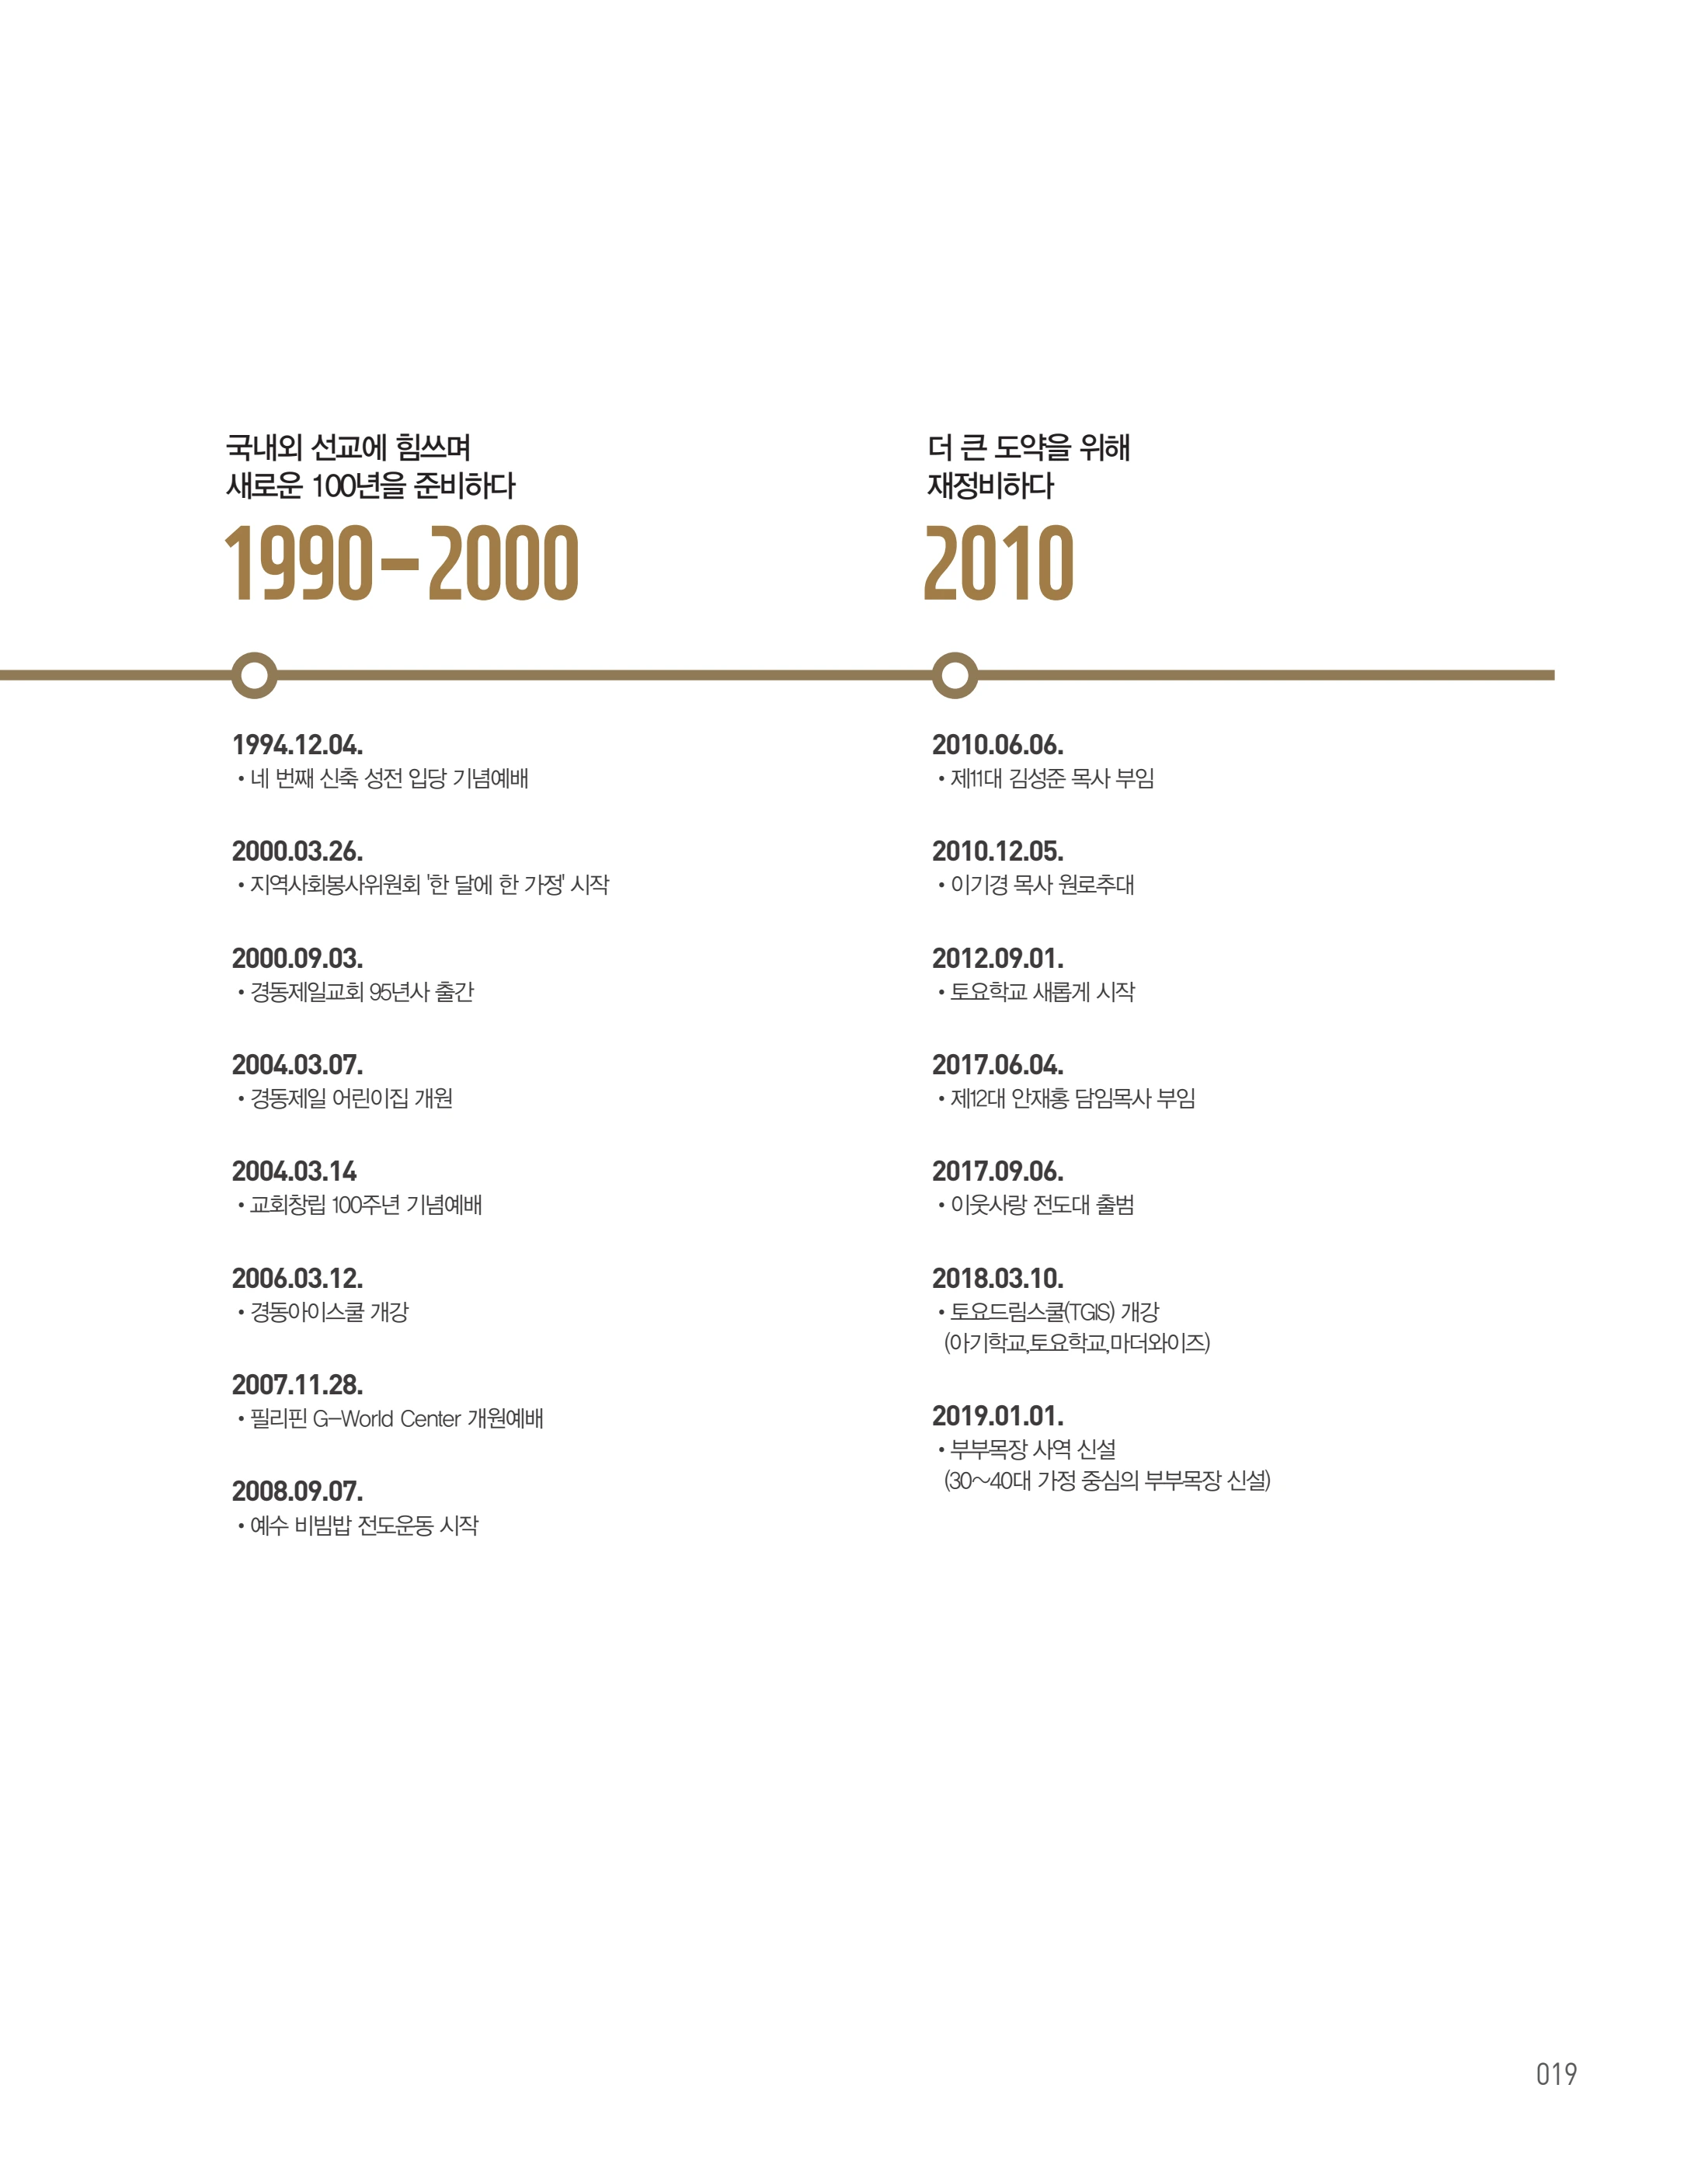 국내외 선교에 힘쓰며
새로운 100년을 준비하다
1990-2000
1994.12.04.
• 네 번째 신축 성전 입당 기념예배
2000.03.26.
• 지역사회봉사위원회 '한 달에 한 가정' 시작
2000.09.03.
• 경동제일교회 95년사 출간
2004.03.07.
• 경동제일 어린이집 개원
2004.03.14
• 교회창립 100주년 기념예배
2006.03.12.
• 경동아이스쿨 개강
2007.11.28.
• 필리핀 G-World Center 개원예배
2008.09.07.
• 예수 비빔밥 전도운동 시작
더 큰 도약을 위해
재정비하다
2010
2010.06.06.
• 제11대 김성준 목사 부임
2010.12.05.
• 이기경 목사 원로추대
2012.09.01.
• 토요학교 새롭게 시작
2017.06.04.
• 제12대 안재홍 담임목사 부임
2017.09.06.
• 이웃사랑 전도대 출범
2018.03.10.
• 토요드림스쿨(TGIS) 개강
(아기학교,토요학교,마더와이즈)
2019.01.01.
• 부부목장 사역 신설
(30~40대 가정 중심의 부부목장 신설)
019